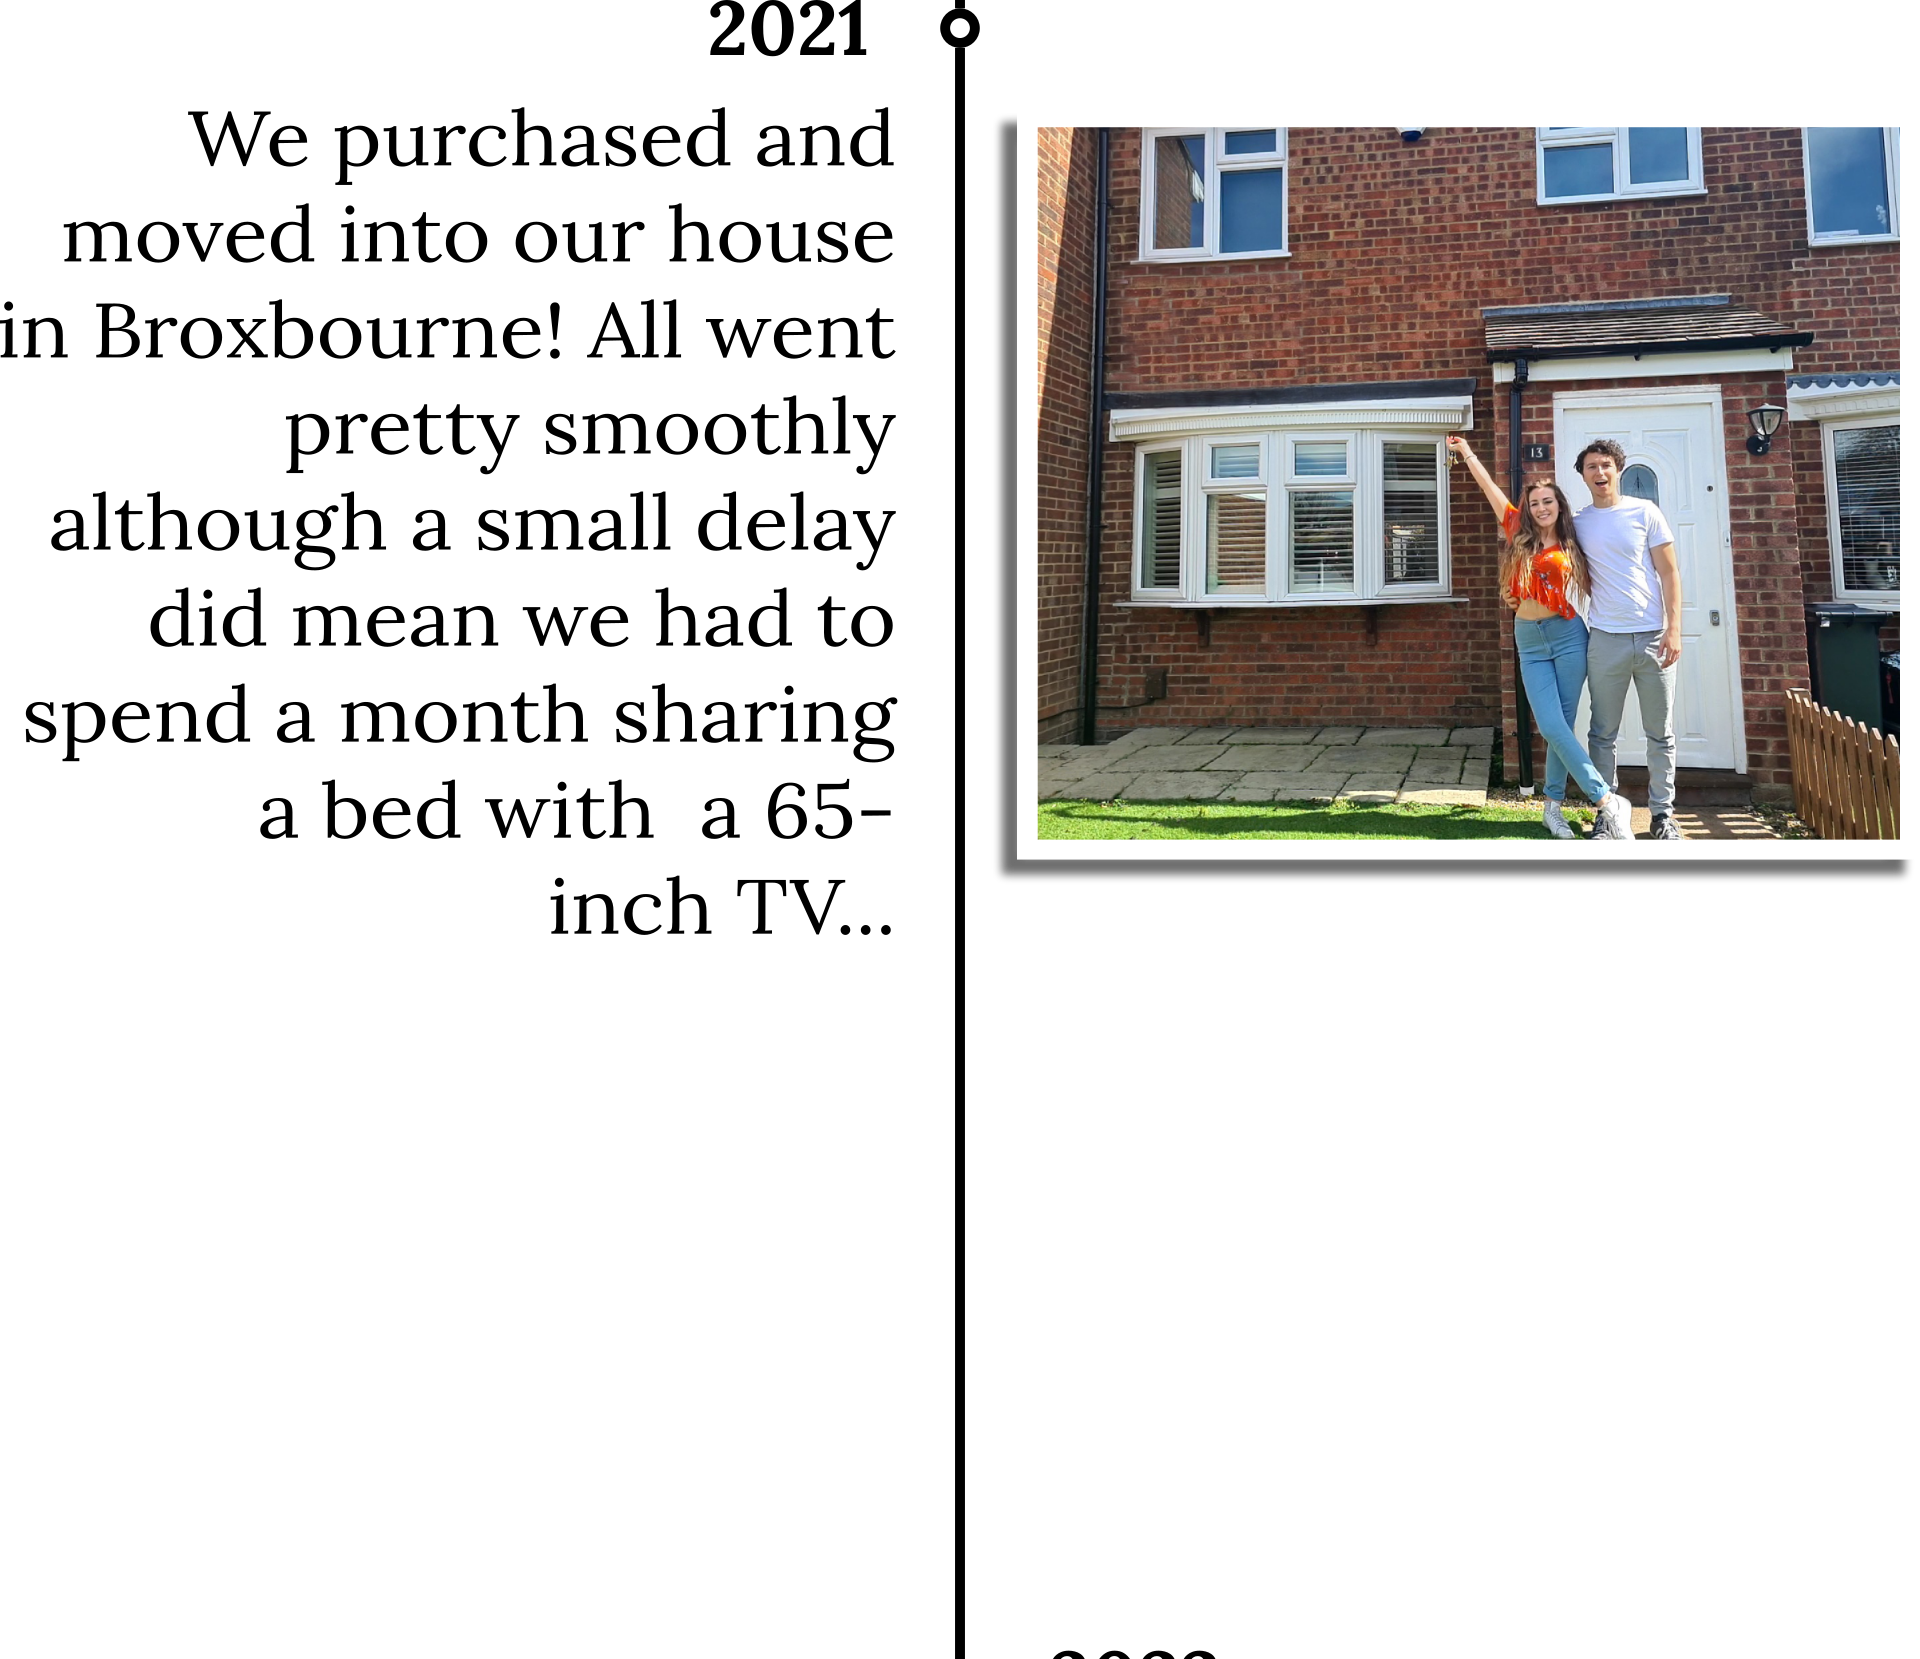 2021
We purchased and
moved into our house
in Broxbourne! All went
pretty smoothly
although a small delay
did mean we had to
spend a month sharing
a bed with  a 65-
inch TV...
13